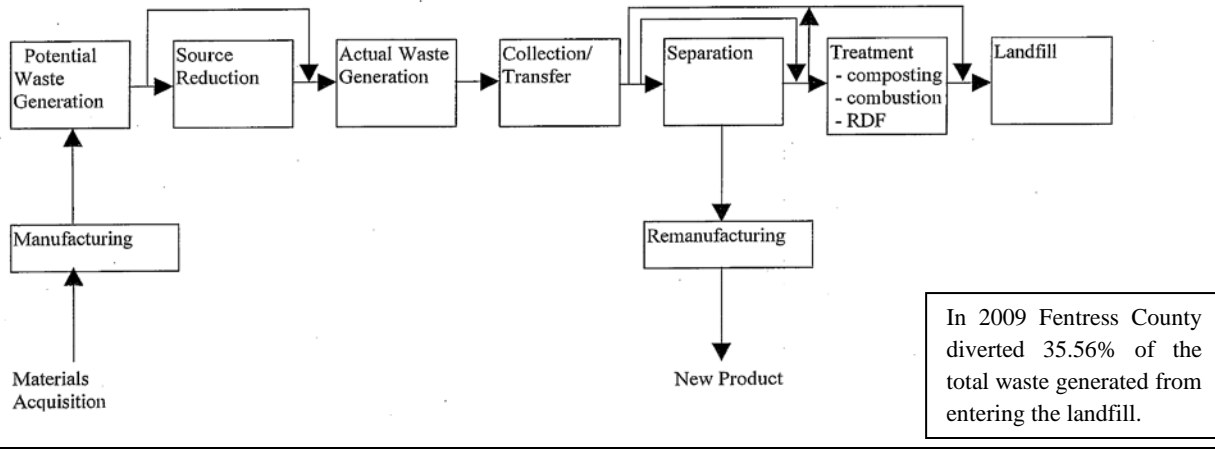 Potential
Waste
Generation
Source
Reduction
Actual Waste
Generation
Collection/
Transfer
Separation
Treatment
- composting
- combustion
- RDF
Landfill
Manufacturing
Remanufacturing
Materials
Acquisition
New Product
In 2009 Fentress County
diverted 35.56% of the
total waste generated from
entering the landfill.